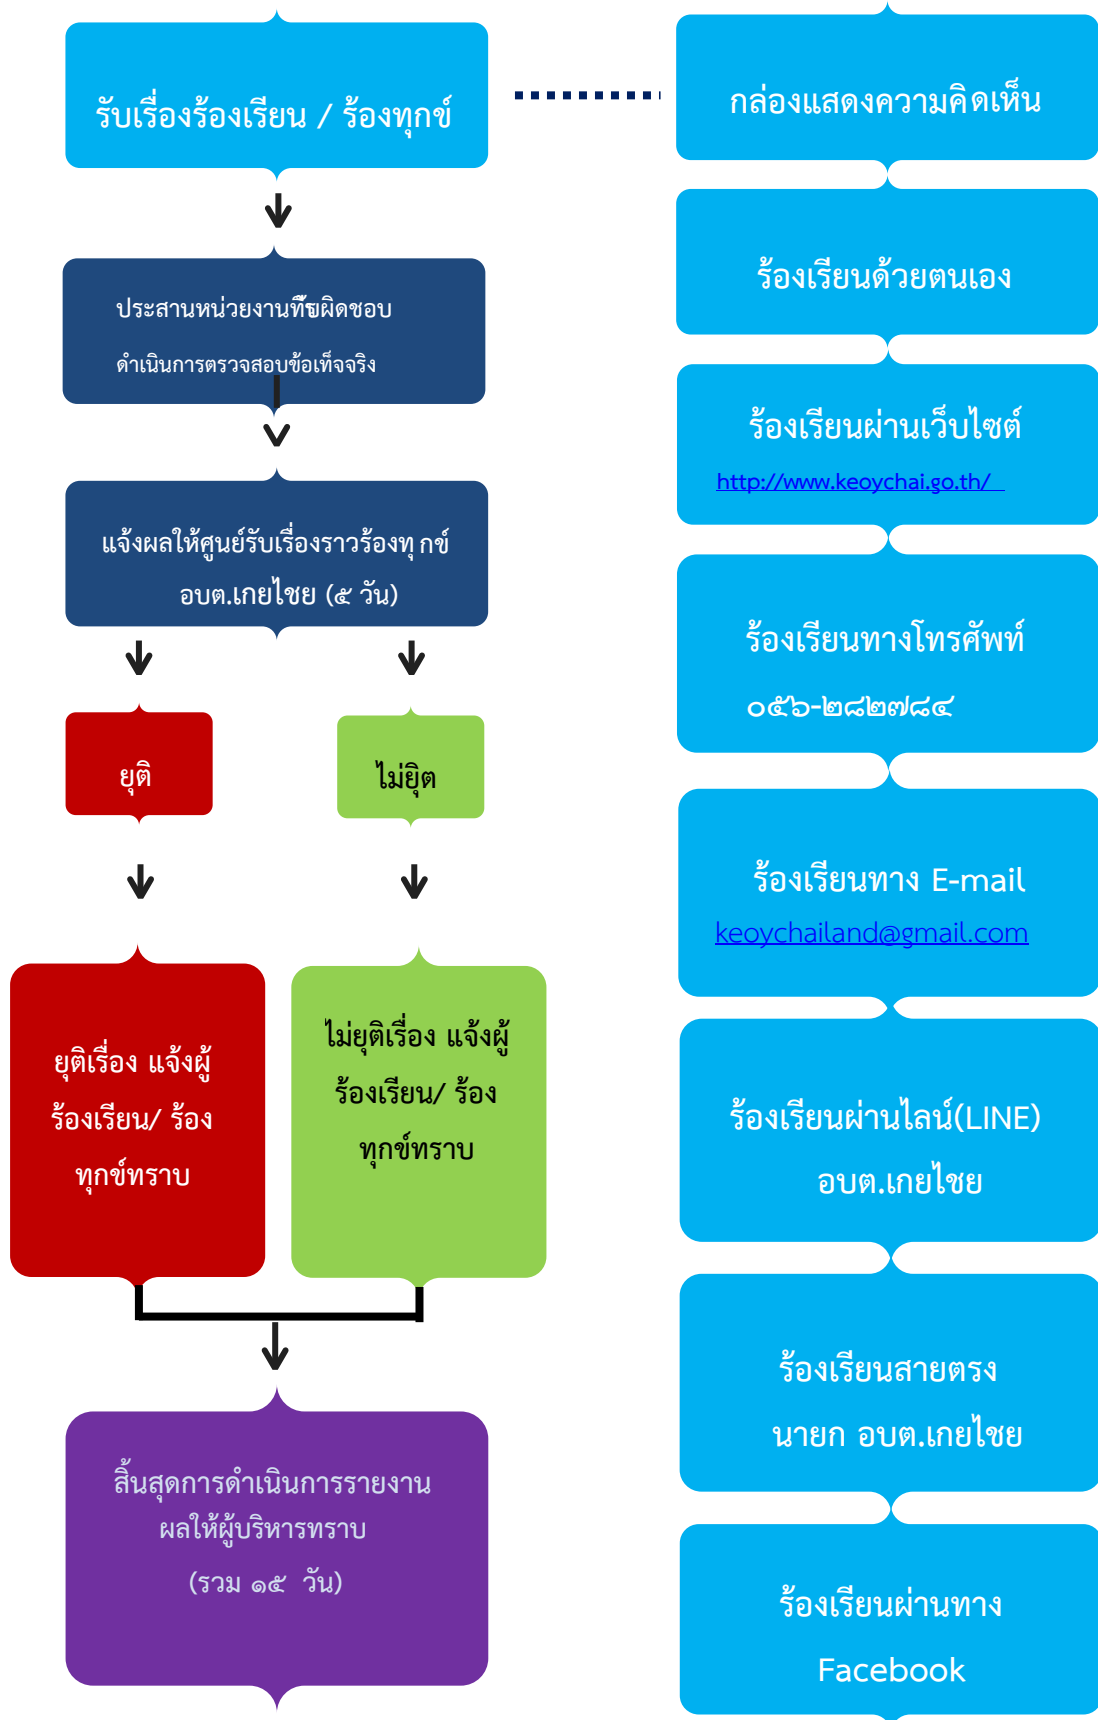 รับเรื่องร้องเรียน / ร้องทุกข์
ประสานหน่วยงานที่รับผิดชอบ
ดำเนินการตรวจสอบข้อเท็จจริง
แจ้งผลให้ศูนย์รับเรื่องราวร้องทุกข์
อบต.เกยไชย (๕ วัน)
ยุติ
ไม่ยุิต
ยุติเรื่อง แจ้งผู้
ร้องเรียน/ ร้อง
ทุกข์ทราบ
ไม่ยุติเรื่อง แจ้งผู้
ร้องเรียน/ ร้อง
ทุกข์ทราบ
สิ้นสุดการดำเนินการรายงาน
ผลให้ผู้บริหารทราบ
(รวม ๑๕ วัน)
กล่องแสดงความคิดเห็น
ร้องเรียนด้วยตนเอง
ร้องเรียนผ่านเว็บไซต์
http://www.keoychai.go.th/
ร้องเรียนทางโทรศัพท์
๐๕๖-๒๘๒๗๘๔
ร้องเรียนทาง E-mail
keoychailand@gmail.com
ร้องเรียนผ่านไลน์(LINE)
อบต.เกยไชย
ร้องเรียนสายตรง
นายก อบต.เกยไชย
ร้องเรียนผ่านทาง
Facebook